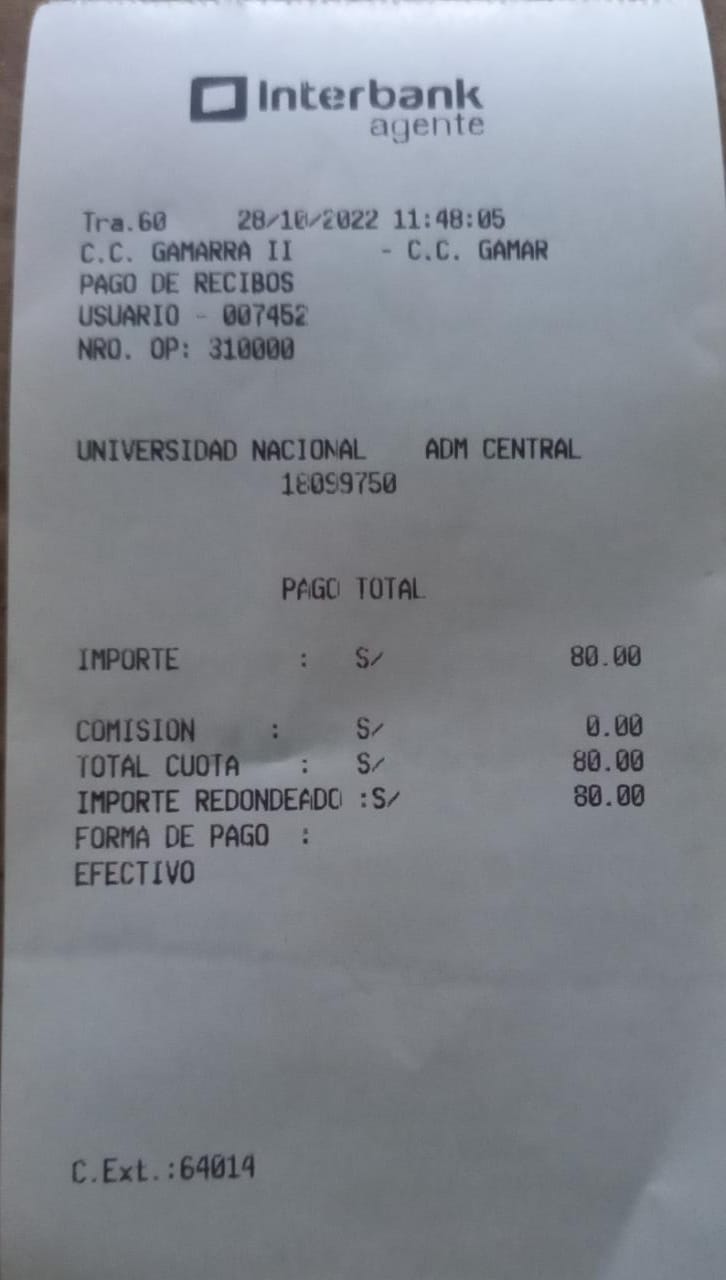 Interbank
agente
Tra.60 28/10/2022 11:48:05
C.C. GAMARRA II - C.C. GAMAR
PAGO DE RECIBOS
USUARIO - 007452
NRO. OP: 310000
UNIVERSIDAD NACIONAL ADM CENTRAL
18099750
PAGO TOTAL
IMPORTE : S/ 80.00
COMISION : S/ 0.00
TOTAL CUOTA : S/ 80.00
IMPORTE REDONDEADO :S/ 80.00
FORMA DE PAGO :
EFECTIVO
C.Ext.:64014